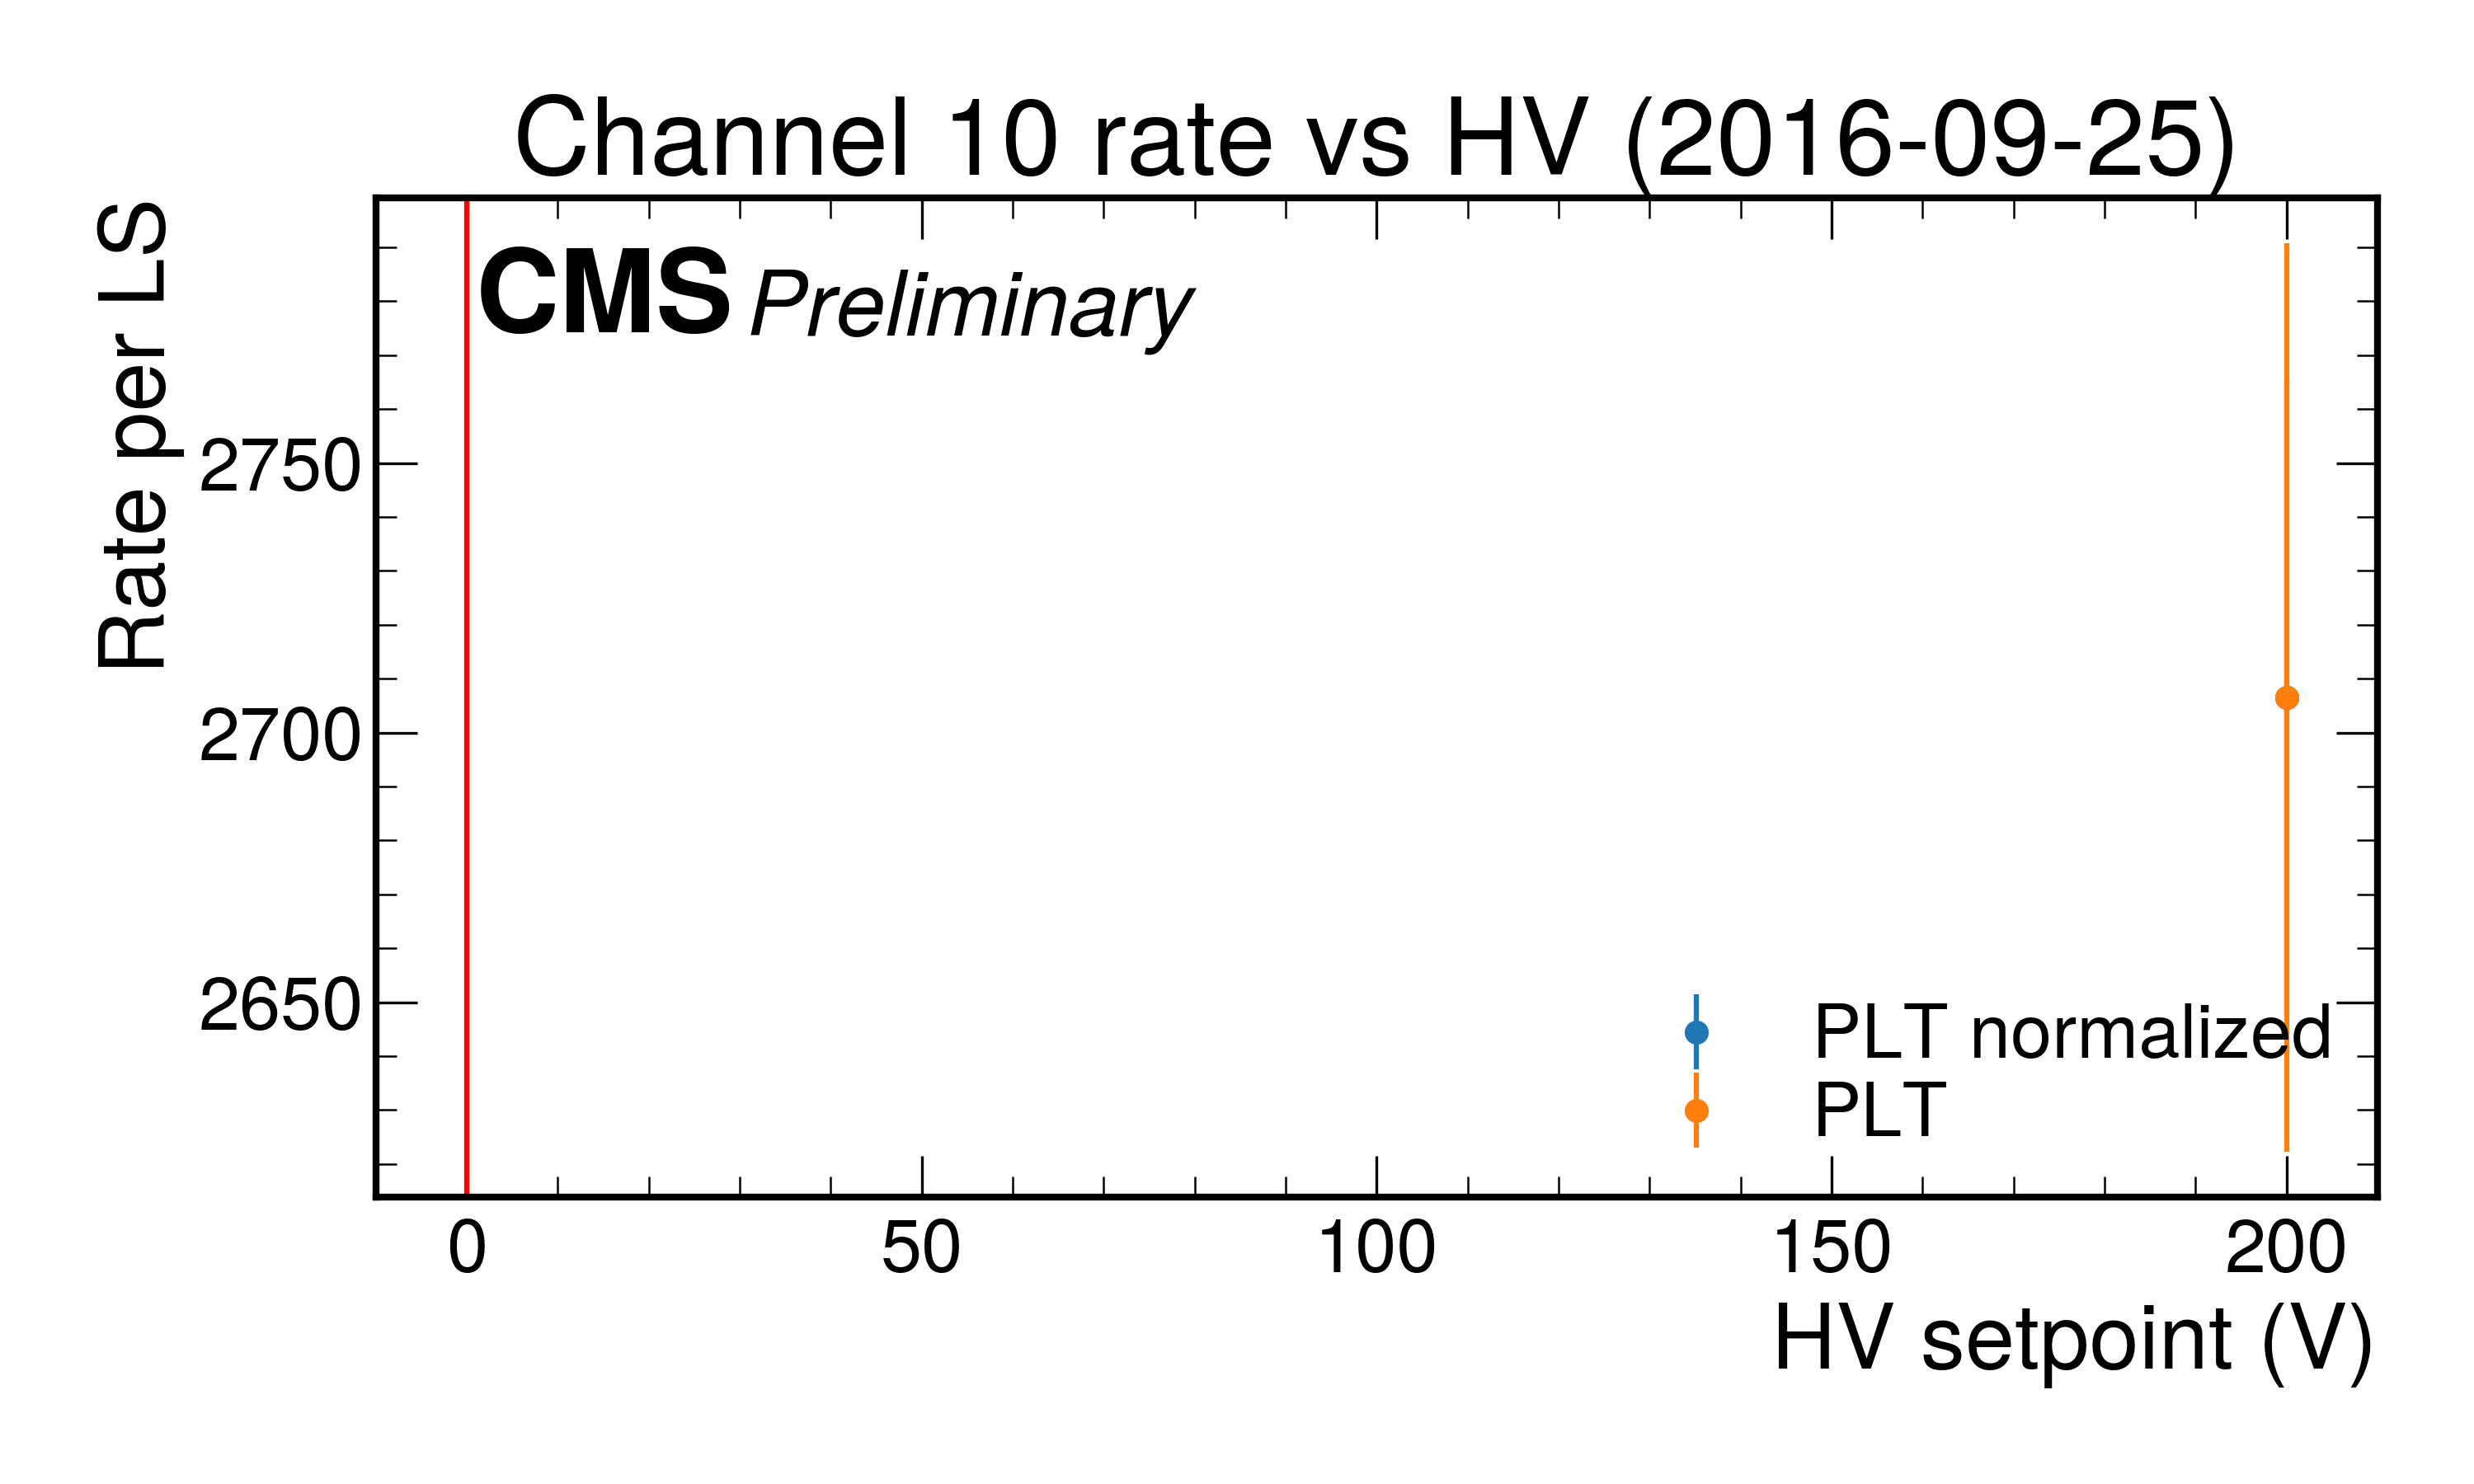 Channel 10 rate vs HV (2016-09-25)
CMS Preliminary
Rate per LS
2750
2700
2650
PLT normalized
PLT
0 50 100 150 200
HV setpoint (V)